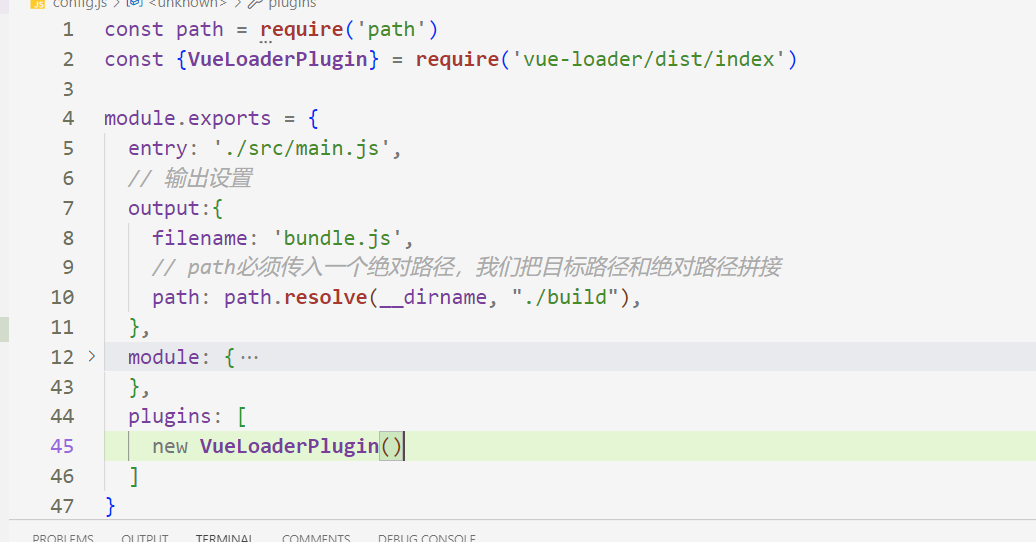 config.js > <unknown> > plugins
1 const path = require('path')
2 const {VueLoaderPlugin} = require('vue-loader/dist/index')
3
4 module.exports = {
5 entry: './src/main.js',
6 // 输出设置
7 output:{
8 filename: 'bundle.js',
9 // path必须传入一个绝对路径，我们把目标路径和绝对路径拼接
10 path: path.resolve(__dirname, "./build"),
11 },
12 > module: {···
43 },
44 plugins: [
45 new VueLoaderPlugin()
46 ]
47 }
PROBLEMS OUTPUT TERMINAL COMMENTS DEBUG CONSOLE